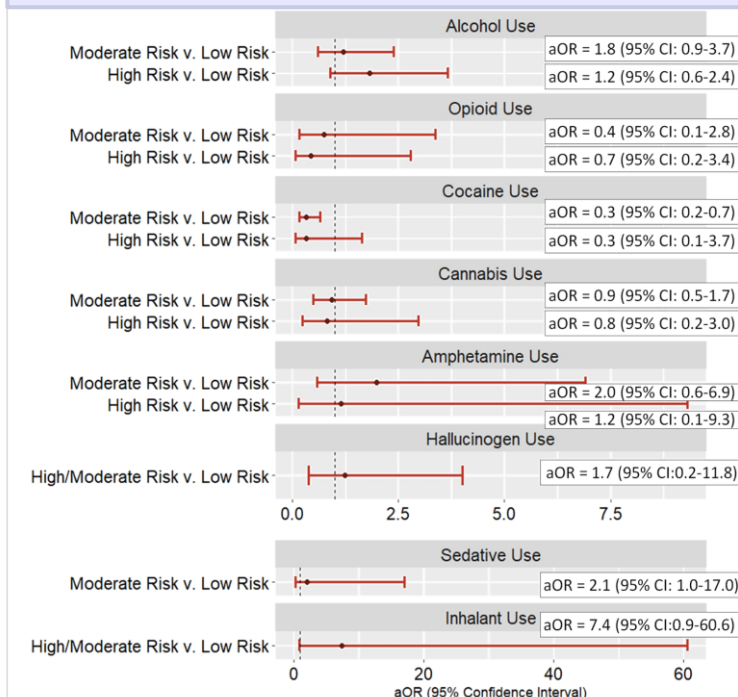 Alcohol Use
Moderate Risk v. Low Risk
aOR = 1.8 (95% CI: 0.9-3.7)
High Risk v. Low Risk
aOR = 1.2 (95% CI: 0.6-2.4)
Opioid Use
Moderate Risk v. Low Risk
aOR = 0.4 (95% CI: 0.1-2.8)
High Risk v. Low Risk
aOR = 0.7 (95% CI: 0.2-3.4)
Cocaine Use
Moderate Risk v. Low Risk
aOR = 0.3 (95% CI: 0.2-0.7)
High Risk v. Low Risk
aOR = 0.3 (95% CI: 0.1-3.7)
Cannabis Use
Moderate Risk v. Low Risk
aOR = 0.9 (95% CI: 0.5-1.7)
High Risk v. Low Risk
aOR = 0.8 (95% CI: 0.2-3.0)
Amphetamine Use
Moderate Risk v. Low Risk
aOR = 2.0 (95% CI: 0.6-6.9)
High Risk v. Low Risk
aOR = 1.2 (95% CI: 0.1-9.3)
Hallucinogen Use
High/Moderate Risk v. Low Risk
aOR = 1.7 (95% CI:0.2-11.8)
0.0 2.5 5.0 7.5
Sedative Use
Moderate Risk v. Low Risk
aOR = 2.1 (95% CI: 1.0-17.0)
Inhalant Use
aOR = 7.4 (95% CI:0.9-60.6)
High/Moderate Risk v. Low Risk
0 20 40 60
aOR (95% Confidence Interval)